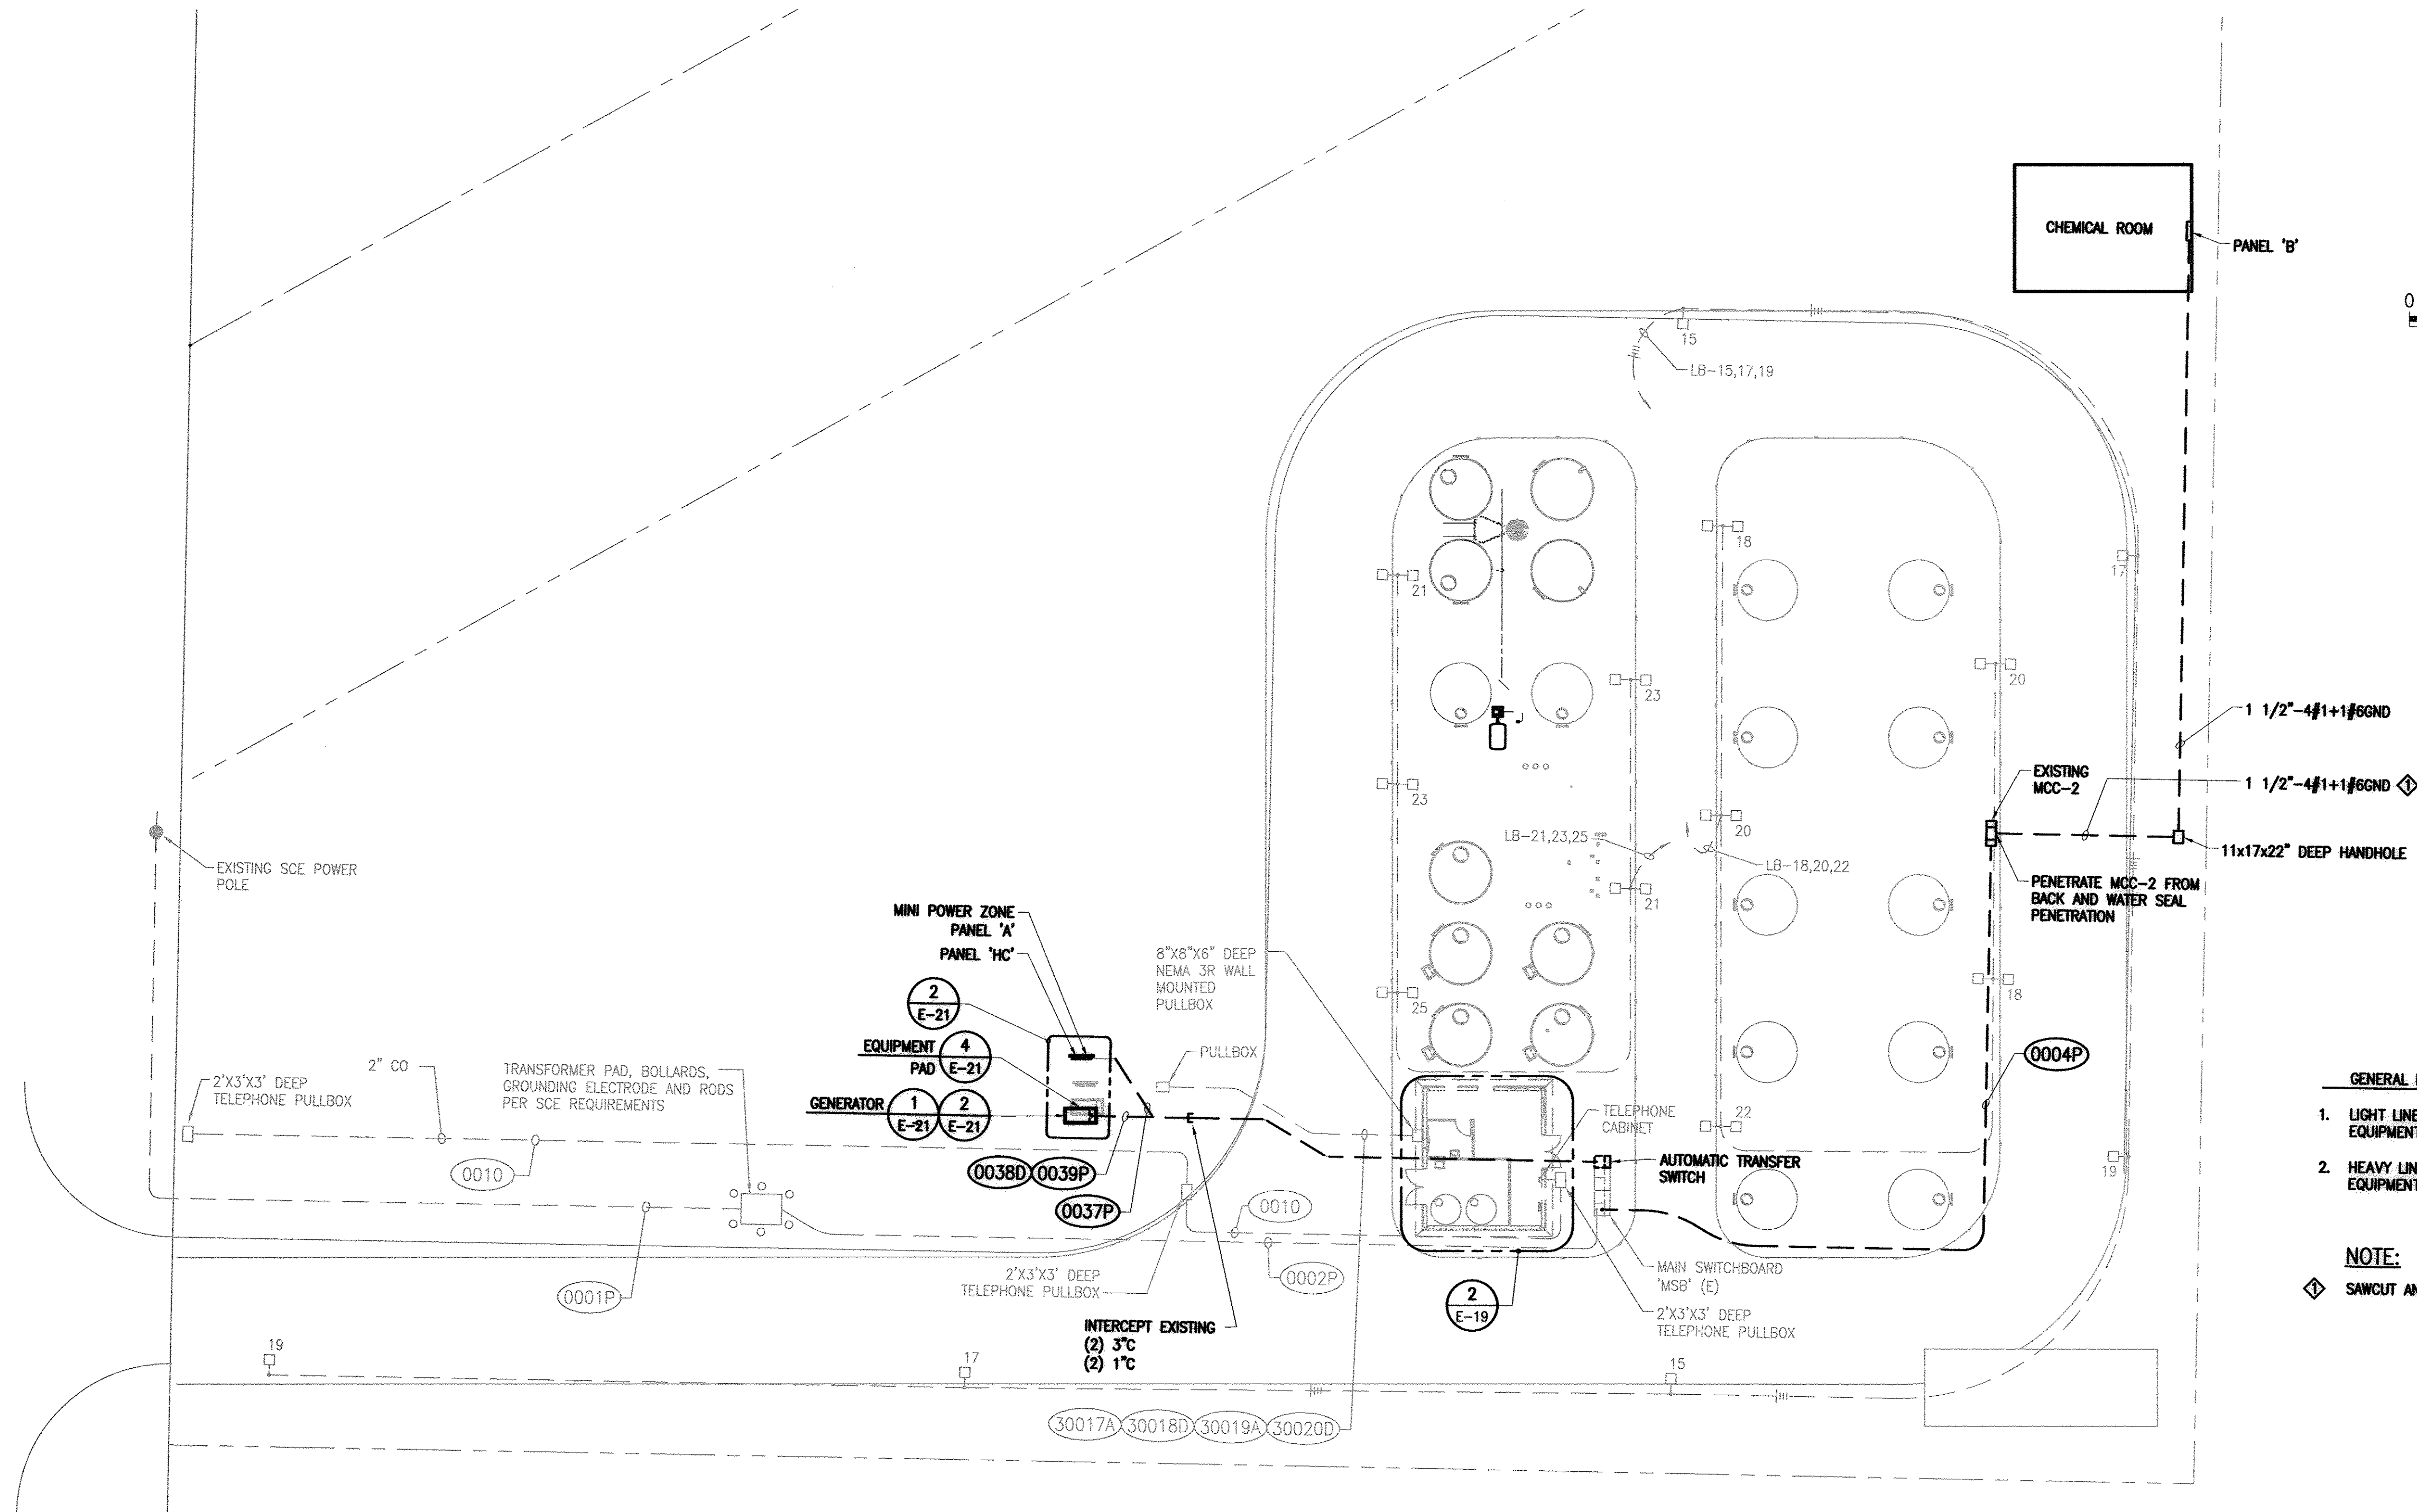 CHEMICAL ROOM
PANEL 'B'
0
15
LB-15,17,19
18
17
21
20
23
1 1/2"-4#1+1#6GND
EXISTING
MCC-2
1 1/2"-4#1+1#6GND 1
23
20
LB-21,23,25
LB-18,20,22
11x17x22" DEEP HANDHOLE
EXISTING SCE POWER
POLE
PENETRATE MCC-2 FROM
BACK AND WATER SEAL
PENETRATION
21
MINI POWER ZONE
PANEL 'A'
PANEL 'HC'
8"X8"X6" DEEP
NEMA 3R WALL
MOUNTED
PULLBOX
18
25
2
E-21
EQUIPMENT
PAD
4
E-21
PULLBOX
0004P
2" CO
TRANSFORMER PAD, BOLLARDS,
GROUNDING ELECTRODE AND RODS
PER SCE REQUIREMENTS
2'X3'X3' DEEP
TELEPHONE PULLBOX
GENERAL
GENERATOR
1
E-21
2
E-21
TELEPHONE
CABINET
22
1. LIGHT LINE
EQUIPMENT
0010
0038D
0039P
AUTOMATIC TRANSFER
SWITCH
19
2. HEAVY LIN
EQUIPMENT
0037P
0010
0001P
2'X3'X3' DEEP
TELEPHONE PULLBOX
0002P
MAIN SWITCHBOARD
'MSB' (E)
NOTE:
1 SAWCUT AN
2
E-19
2'X3'X3' DEEP
TELEPHONE PULLBOX
INTERCEPT EXISTING
(2) 3"C
(2) 1"C
19
17
15
30017A
30018D
30019A
30020D